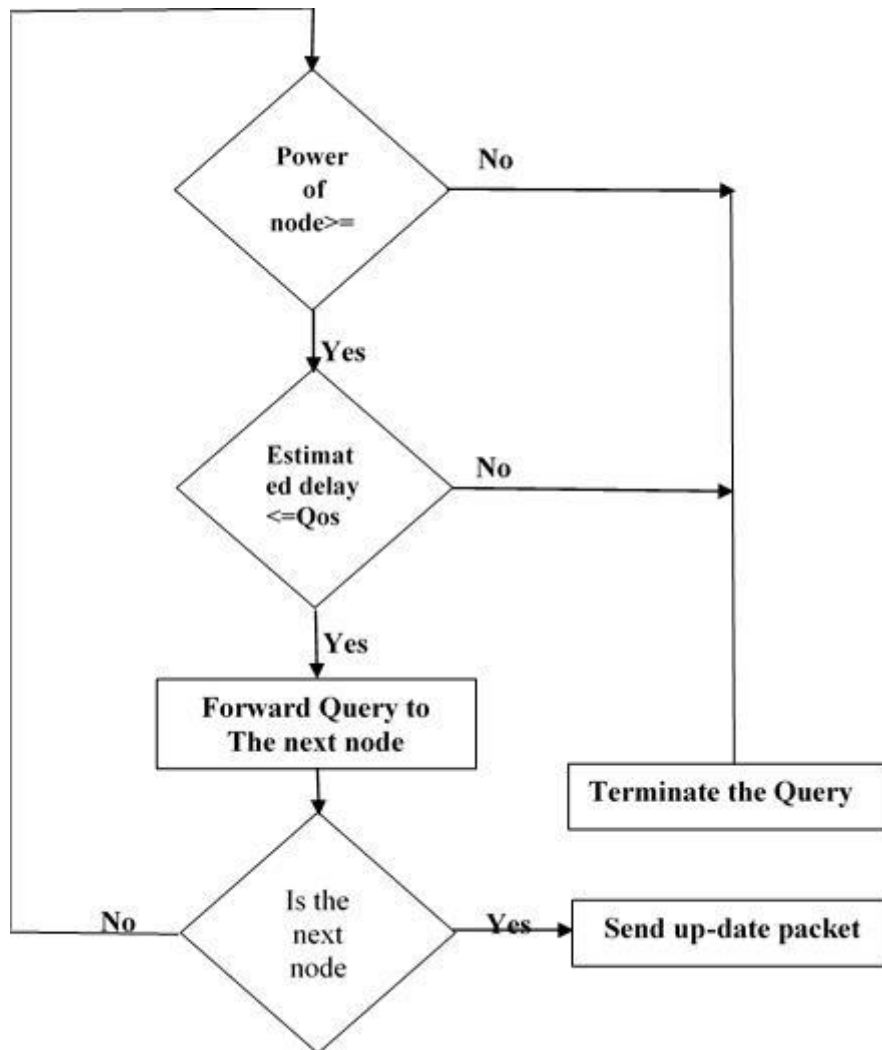 Power
of
node>=
No
Yes
Estimat
ed delay
<=Qos
No
Yes
Forward Query to
The next node
Terminate the Query
Is the
next
node
No
Yes
Send up-date packet